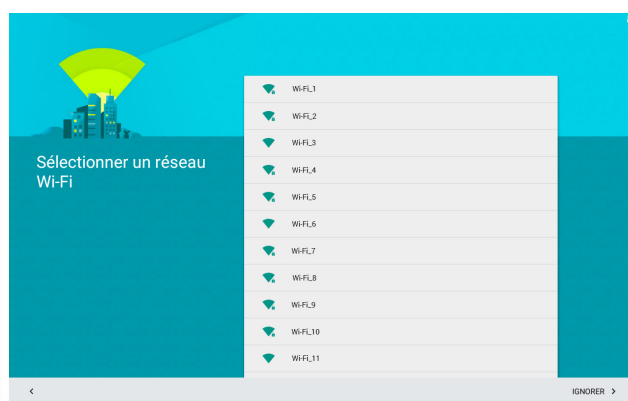 Sélectionner un réseau
Wi-Fi
Wi-Fi_1
Wi-Fi_2
Wi-Fi_3
Wi-Fi_4
Wi-Fi_5
Wi-Fi_6
Wi-Fi_7
Wi-Fi_8
Wi-Fi_9
Wi-Fi_10
Wi-Fi_11
IGNORER